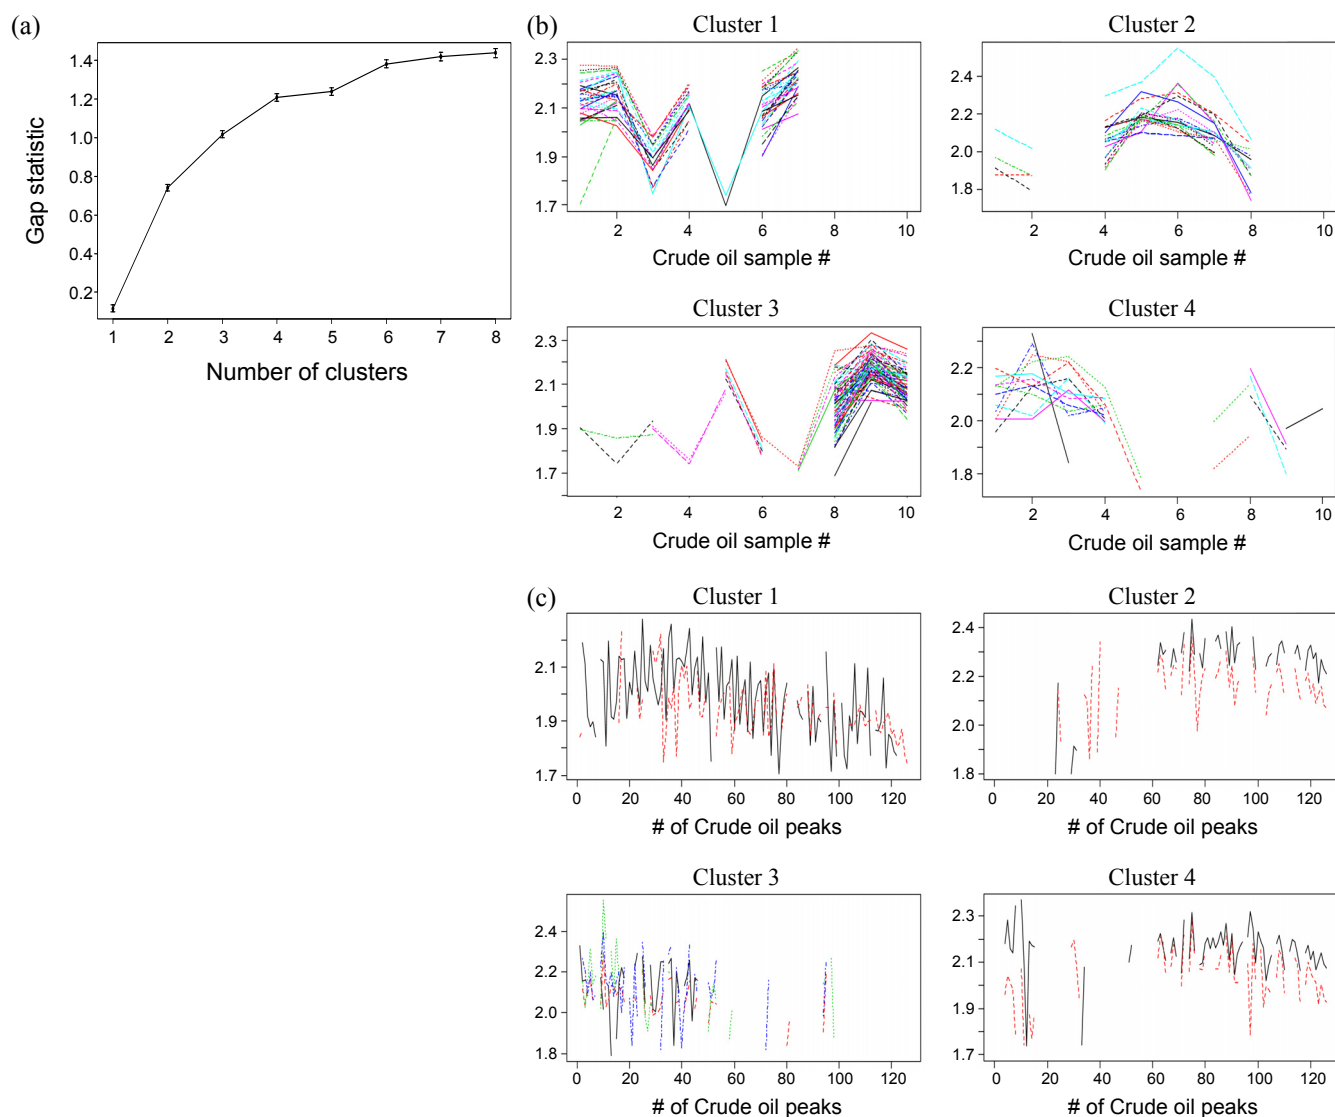 (a)
Gap statistic
1.4
1.2
1.0
0.8
0.6
0.4
0.2
1 2 3 4 5 6 7 8
Number of clusters
(b)
Cluster 1
2.3
2.1
1.9
1.7
2 4 6 8 10
Crude oil sample #
Cluster 2
2.4
2.2
2.0
1.8
2 4 6 8 10
Crude oil sample #
Cluster 3
2.3
2.1
1.9
1.7
2 4 6 8 10
Crude oil sample #
Cluster 4
2.2
2.0
1.8
2 4 6 8 10
Crude oil sample #
(c)
Cluster 1
2.1
1.9
1.7
0 20 40 60 80 100 120
# of Crude oil peaks
Cluster 2
2.4
2.2
2.0
1.8
0 20 40 60 80 100 120
# of Crude oil peaks
Cluster 3
2.4
2.2
2.0
1.8
0 20 40 60 80 100 120
# of Crude oil peaks
Cluster 4
2.3
2.1
1.9
1.7
0 20 40 60 80 100 120
# of Crude oil peaks